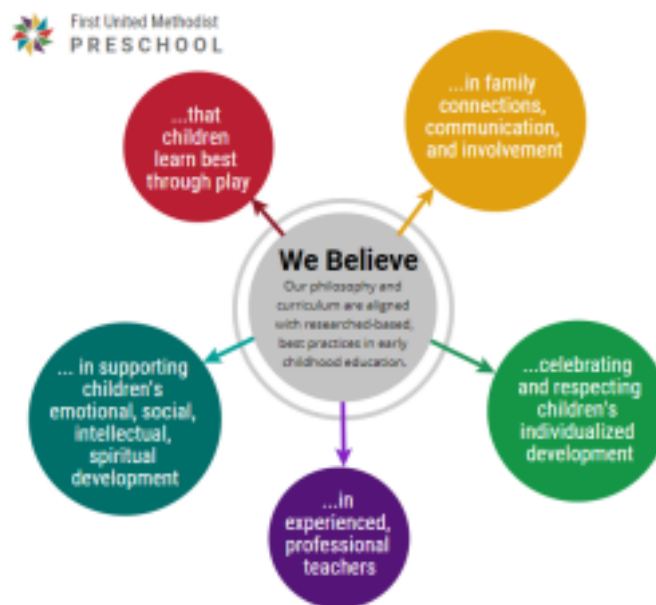 First United Methodist
PRESCHOOL
...that
children
learn best
through play
...in family
connections,
communication,
and involvement
We Believe
Our philosophy and
curriculum are aligned
with researched-based,
best practices in early
childhood education.
... in supporting
children's
emotional, social,
intellectual,
spiritual
development
...celebrating
and respecting
children's
individualized
development
...in
experienced,
professional
teachers